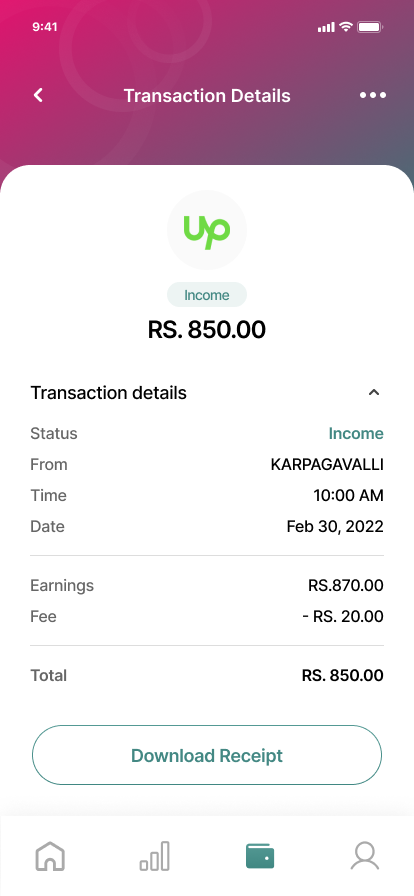 9:41
Transaction Details
up
Income
RS. 850.00
Transaction details
Status Income
From KARPAGAVALLI
Time 10:00 AM
Date Feb 30, 2022
Earnings RS.870.00
Fee - RS. 20.00
Total RS. 850.00
Download Receipt